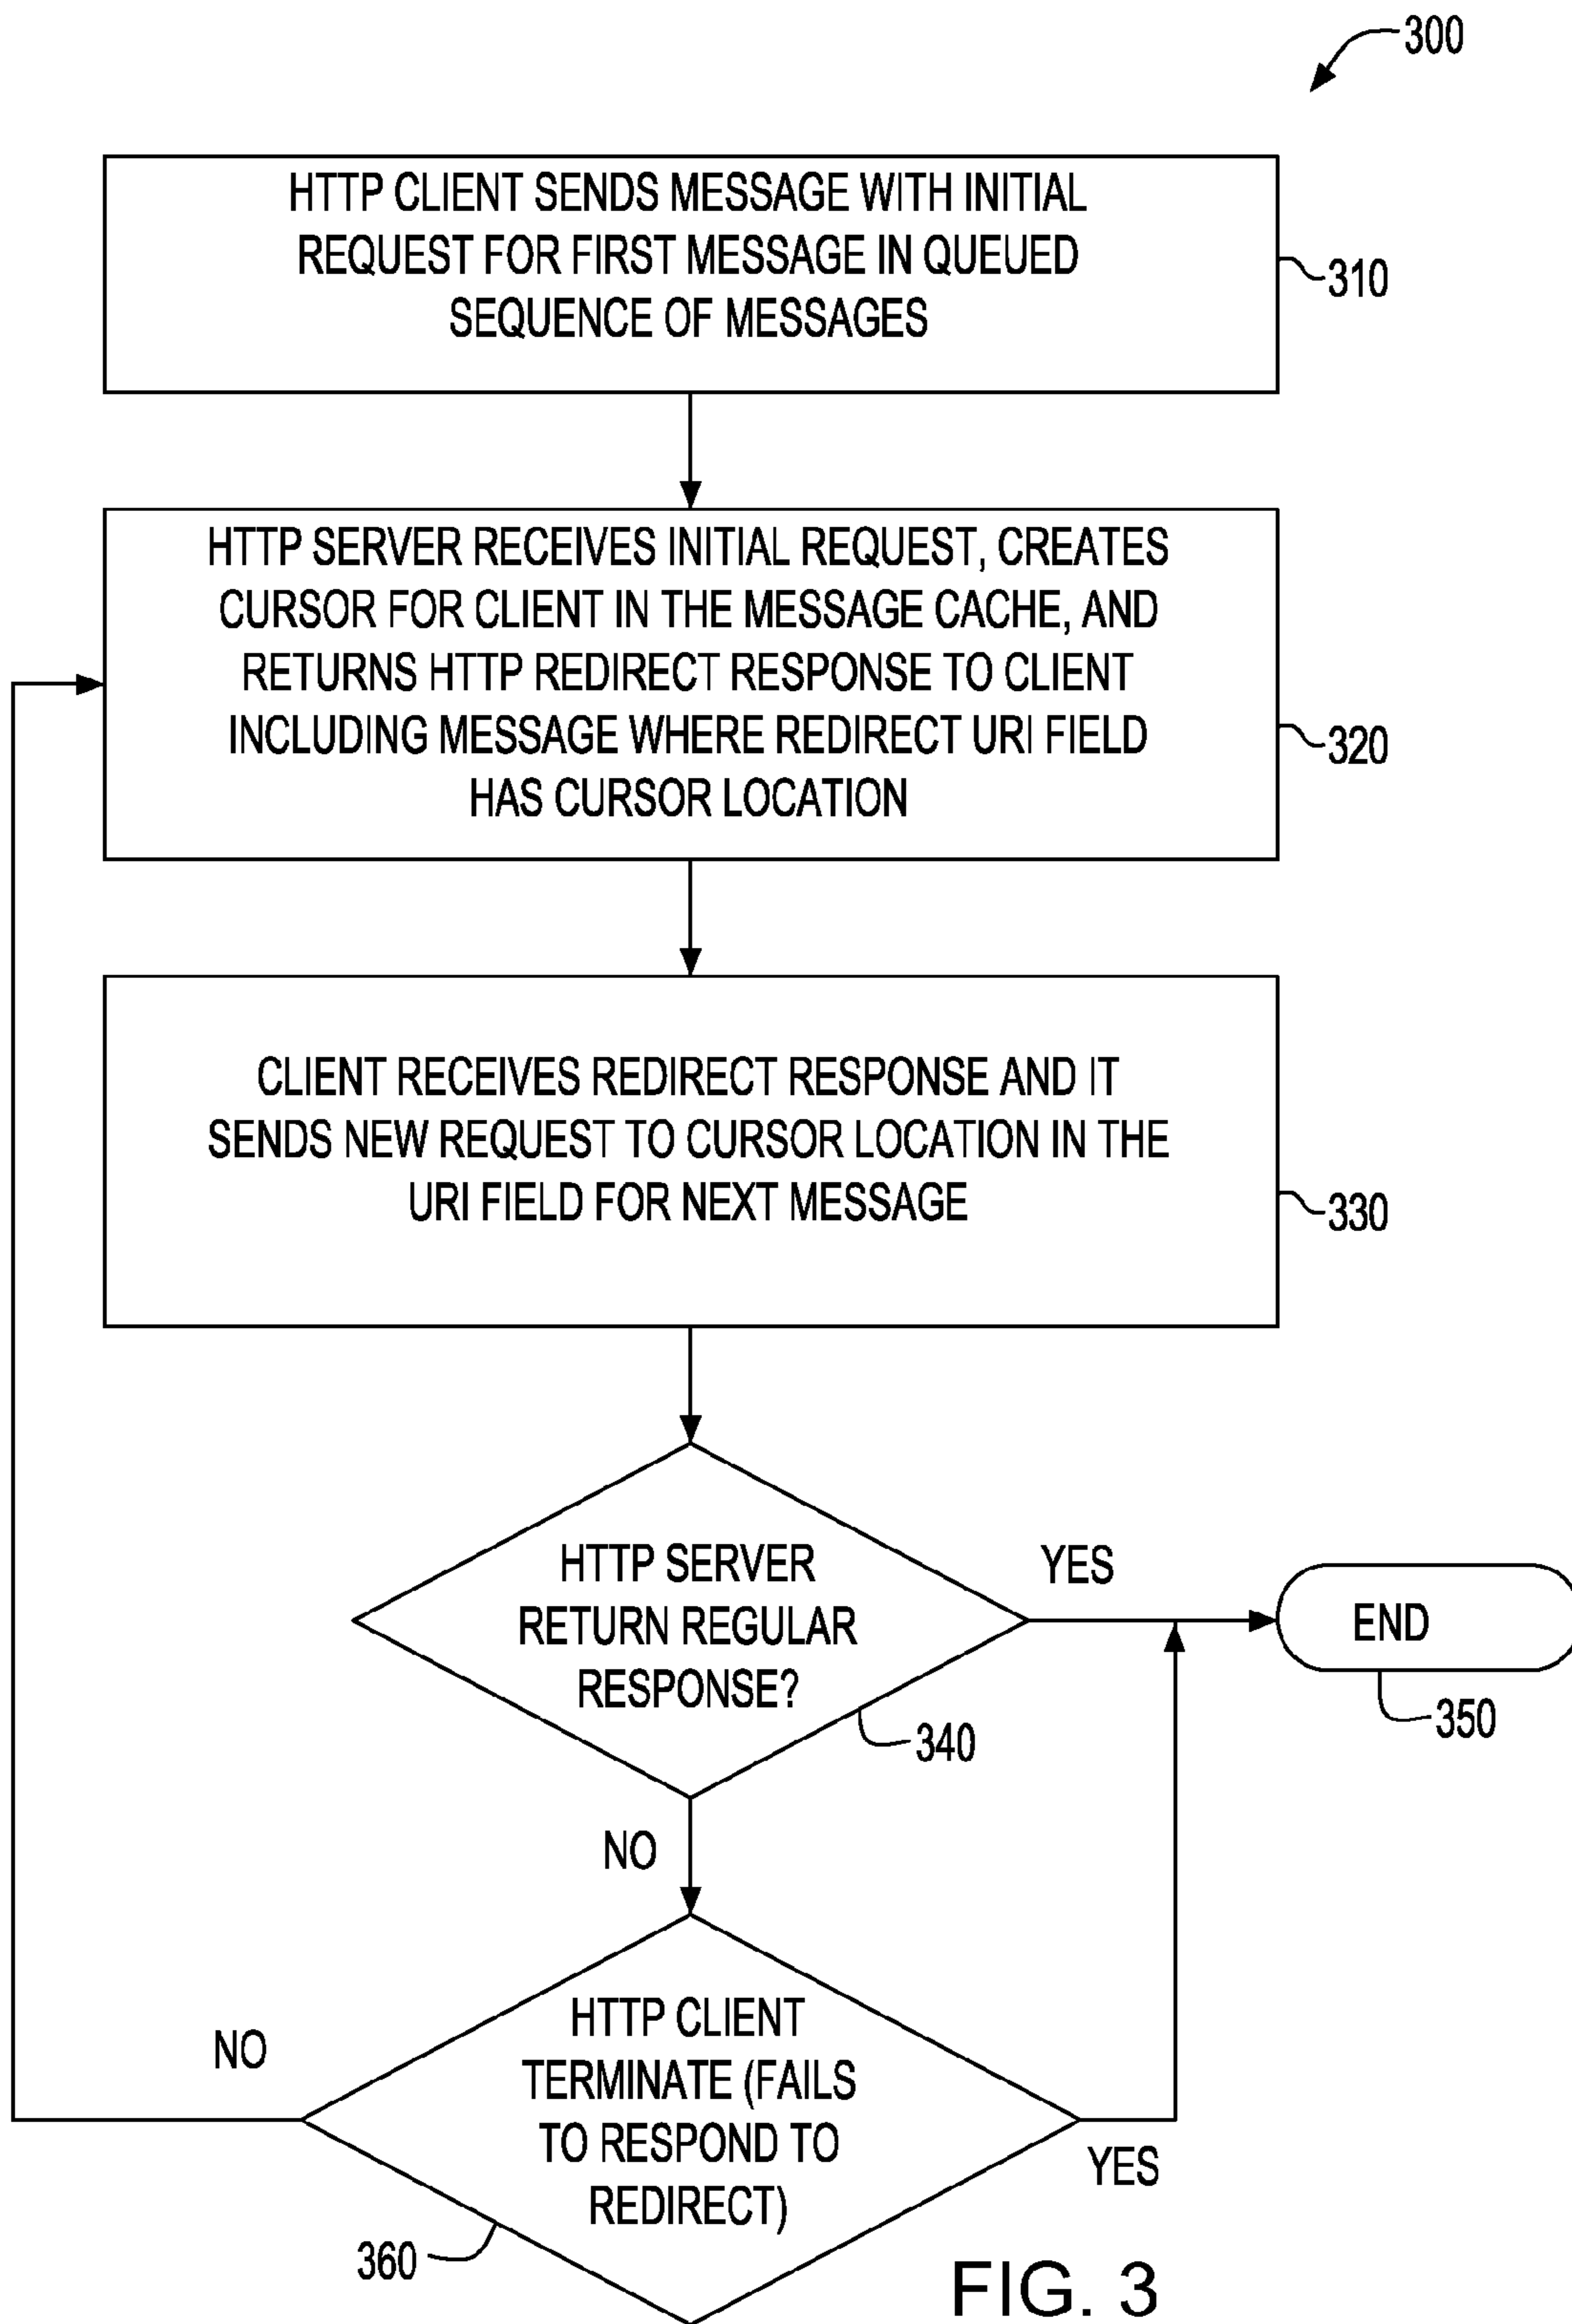 300
HTTP CLIENT SENDS MESSAGE WITH INITIAL
REQUEST FOR FIRST MESSAGE IN QUEUED
SEQUENCE OF MESSAGES
310
HTTP SERVER RECEIVES INITIAL REQUEST, CREATES
CURSOR FOR CLIENT IN THE MESSAGE CACHE, AND
RETURNS HTTP REDIRECT RESPONSE TO CLIENT
INCLUDING MESSAGE WHERE REDIRECT URI FIELD
HAS CURSOR LOCATION
320
CLIENT RECEIVES REDIRECT RESPONSE AND IT
SENDS NEW REQUEST TO CURSOR LOCATION IN THE
URI FIELD FOR NEXT MESSAGE
330
HTTP SERVER
RETURN REGULAR
RESPONSE?
340
YES
END
350
NO
HTTP CLIENT
TERMINATE (FAILS
TO RESPOND TO
REDIRECT)
360
NO
YES
FIG. 3